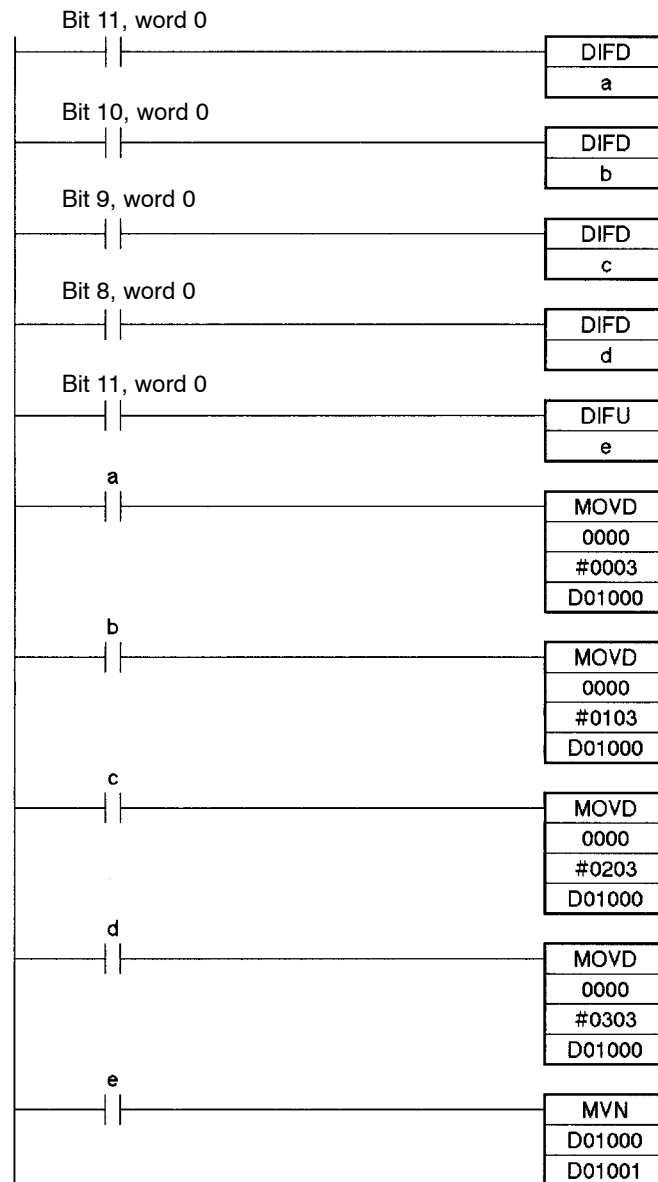 Bit 11, word 0
DIFD
a
Bit 10, word 0
DIFD
b
Bit 9, word 0
DIFD
c
Bit 8, word 0
DIFD
d
Bit 11, word 0
DIFU
e
a
MOVD
0000
#0003
D01000
b
MOVD
0000
#0103
D01000
c
MOVD
0000
#0203
D01000
d
MOVD
0000
#0303
D01000
e
MVN
D01000
D01001